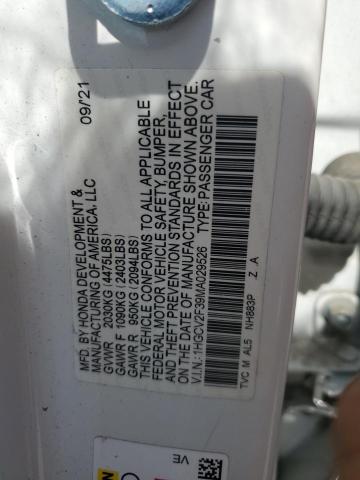 MFD. BY HONDA DEVELOPMENT & 09/21
MANUFACTURING OF AMERICA, LLC
GVWR 2030KG (4475LBS)
GAWR F 1090KG (2403LBS)
GAWR R 950KG (2094LBS)
THIS VEHICLE CONFORMS TO ALL APPLICABLE
FEDERAL MOTOR VEHICLE SAFETY, BUMPER,
AND THEFT PREVENTION STANDARDS IN EFFECT
ON THE DATE OF MANUFACTURE SHOWN ABOVE.
V.I.N.:1HGCV2F39MA029526 TYPE:PASSENGER CAR
TVC M AL5 NH883P Z A
VE